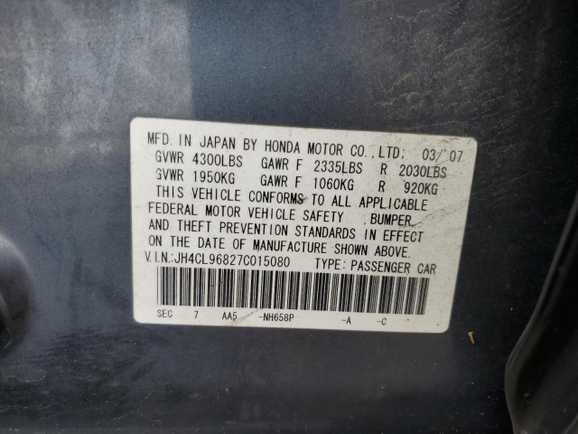 MFD. IN JAPAN BY HONDA MOTOR CO., LTD: 03/'07
GVWR 4300LBS GAWR F 2335LBS R 2030LBS
GVWR 1950KG GAWR F 1060KG R 920KG
THIS VEHICLE CONFORMS TO ALL APPLICABLE
FEDERAL MOTOR VEHICLE SAFETY ,BUMPER,
AND THEFT PREVENTION STANDARDS IN EFFECT
ON THE DATE OF MANUFACTURE SHOWN ABOVE.
V.I.N.:JH4CL96827C015080 TYPE: PASSENGER CAR
SEC 7 AA5 -NH658P -A -C